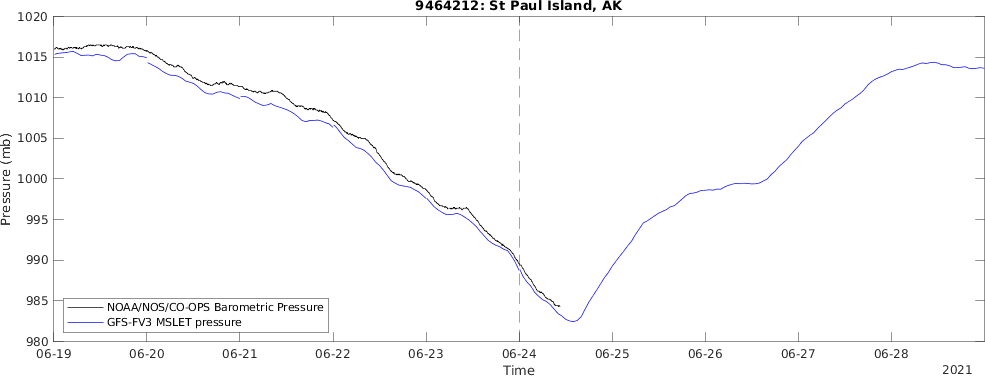 9464212: St Paul Island, AK
Pressure (mb)
1020
1015
1010
1005
1000
995
990
985
980
NOAA/NOS/CO-OPS Barometric Pressure
GFS-FV3 MSLET pressure
06-19 06-20 06-21 06-22 06-23 06-24 06-25 06-26 06-27 06-28
Time
2021